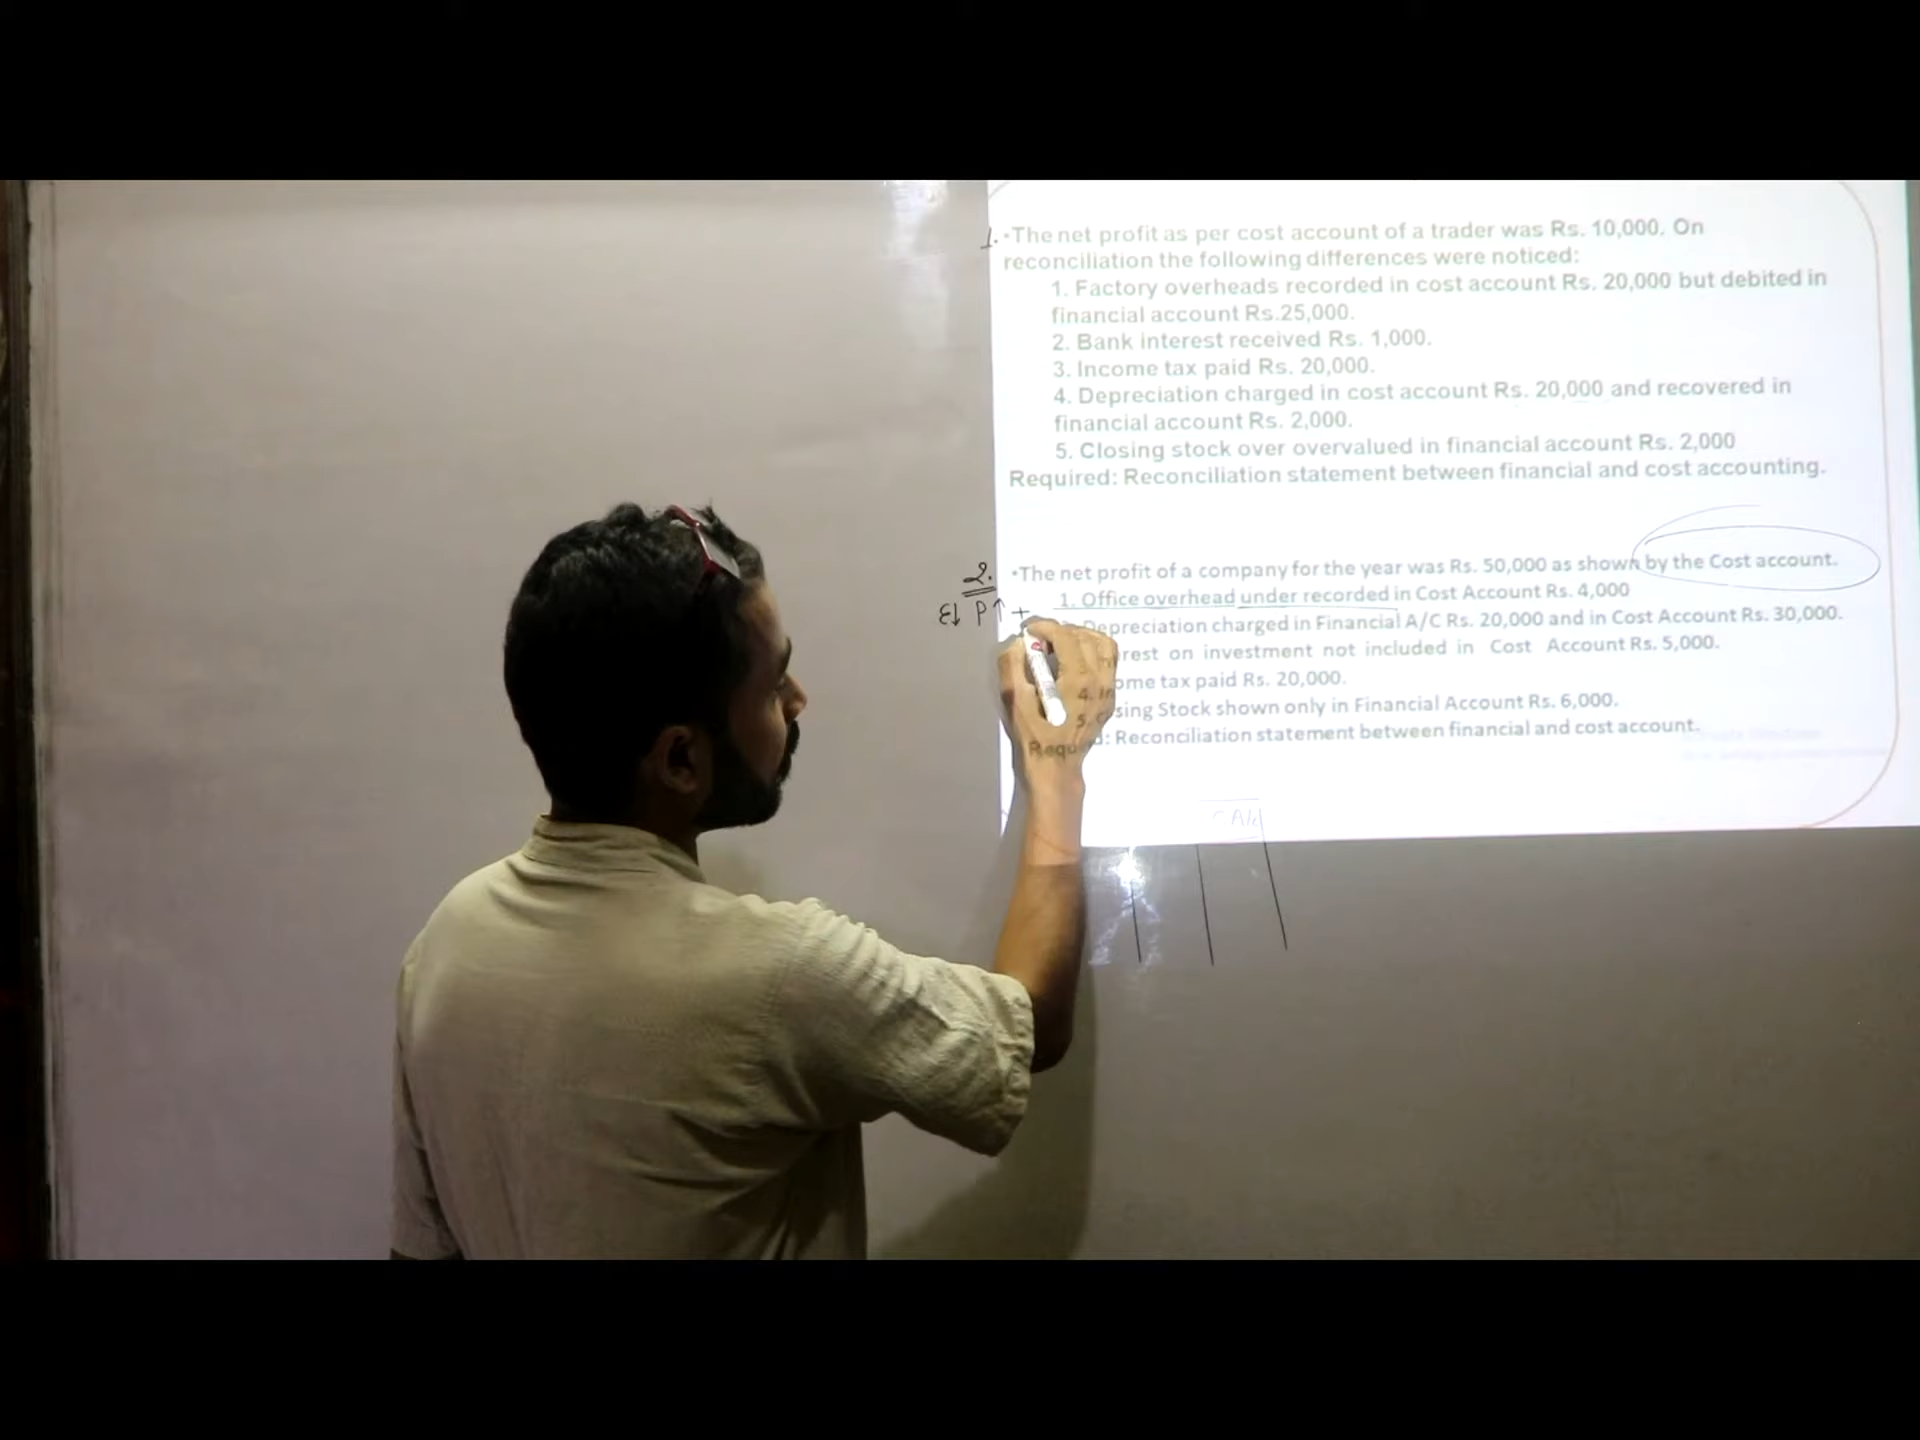 1. •The net profit as per cost account of a trader was Rs. 10,000. On
reconciliation the following differences were noticed:
1. Factory overheads recorded in cost account Rs. 20,000 but debited in
financial account Rs.25,000.
2. Bank interest received Rs. 1,000.
3. Income tax paid Rs. 20,000.
4. Depreciation charged in cost account Rs. 20,000 and recovered in
financial account Rs. 2,000.
5. Closing stock over overvalued in financial account Rs. 2,000
Required: Reconciliation statement between financial and cost accounting.
2. •The net profit of a company for the year was Rs. 50,000 as shown by the Cost account.
1. Office overhead under recorded in Cost Account Rs. 4,000
E↓ P↑ +
Depreciation charged in Financial A/C Rs. 20,000 and in Cost Account Rs. 30,000.
3. rest on investment not included in Cost Account Rs. 5,000.
4. In ome tax paid Rs. 20,000.
5. sing Stock shown only in Financial Account Rs. 6,000.
Requ d: Reconciliation statement between financial and cost account.